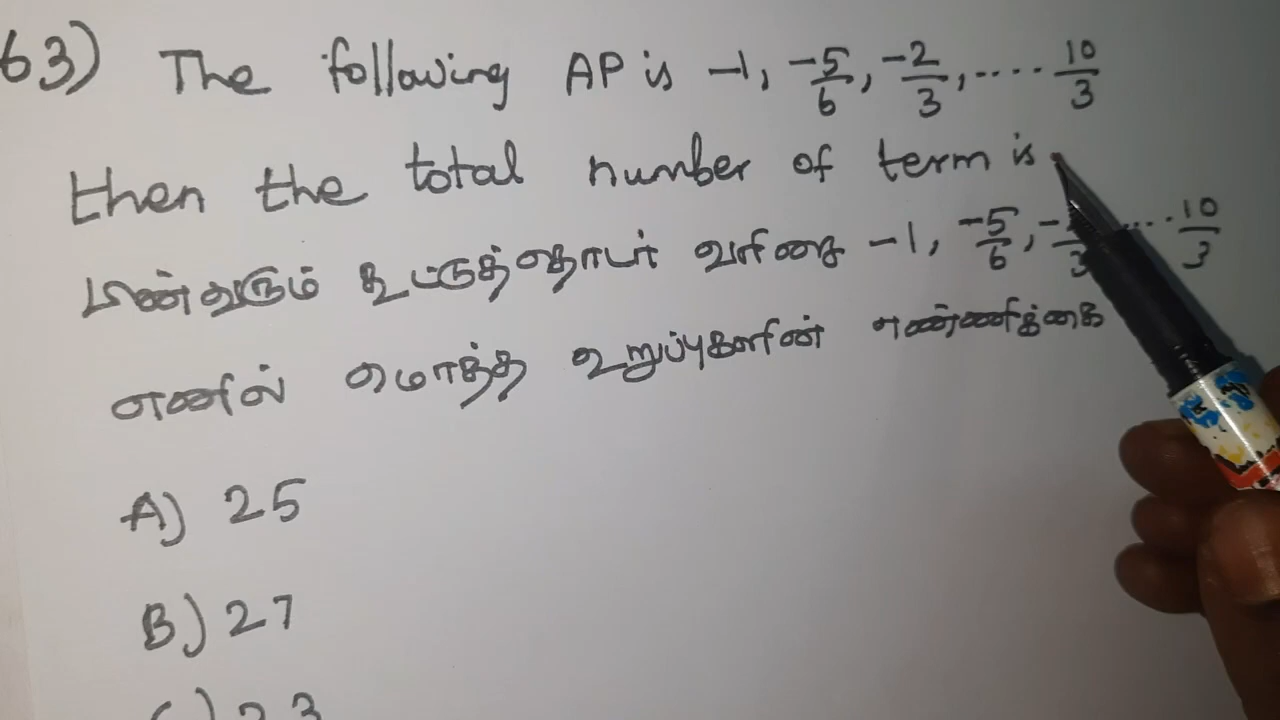 63) The following AP is -1, -5/6, -2/3, .... 10/3
then the total number of term is
பின்வரும் கூட்டுத்தொடர் வரிசை -1, -5/6, ... 10/3
எனில் மொத்த உறுப்புகளின் எண்ணிக்கை
A) 25
B) 27
C) 23